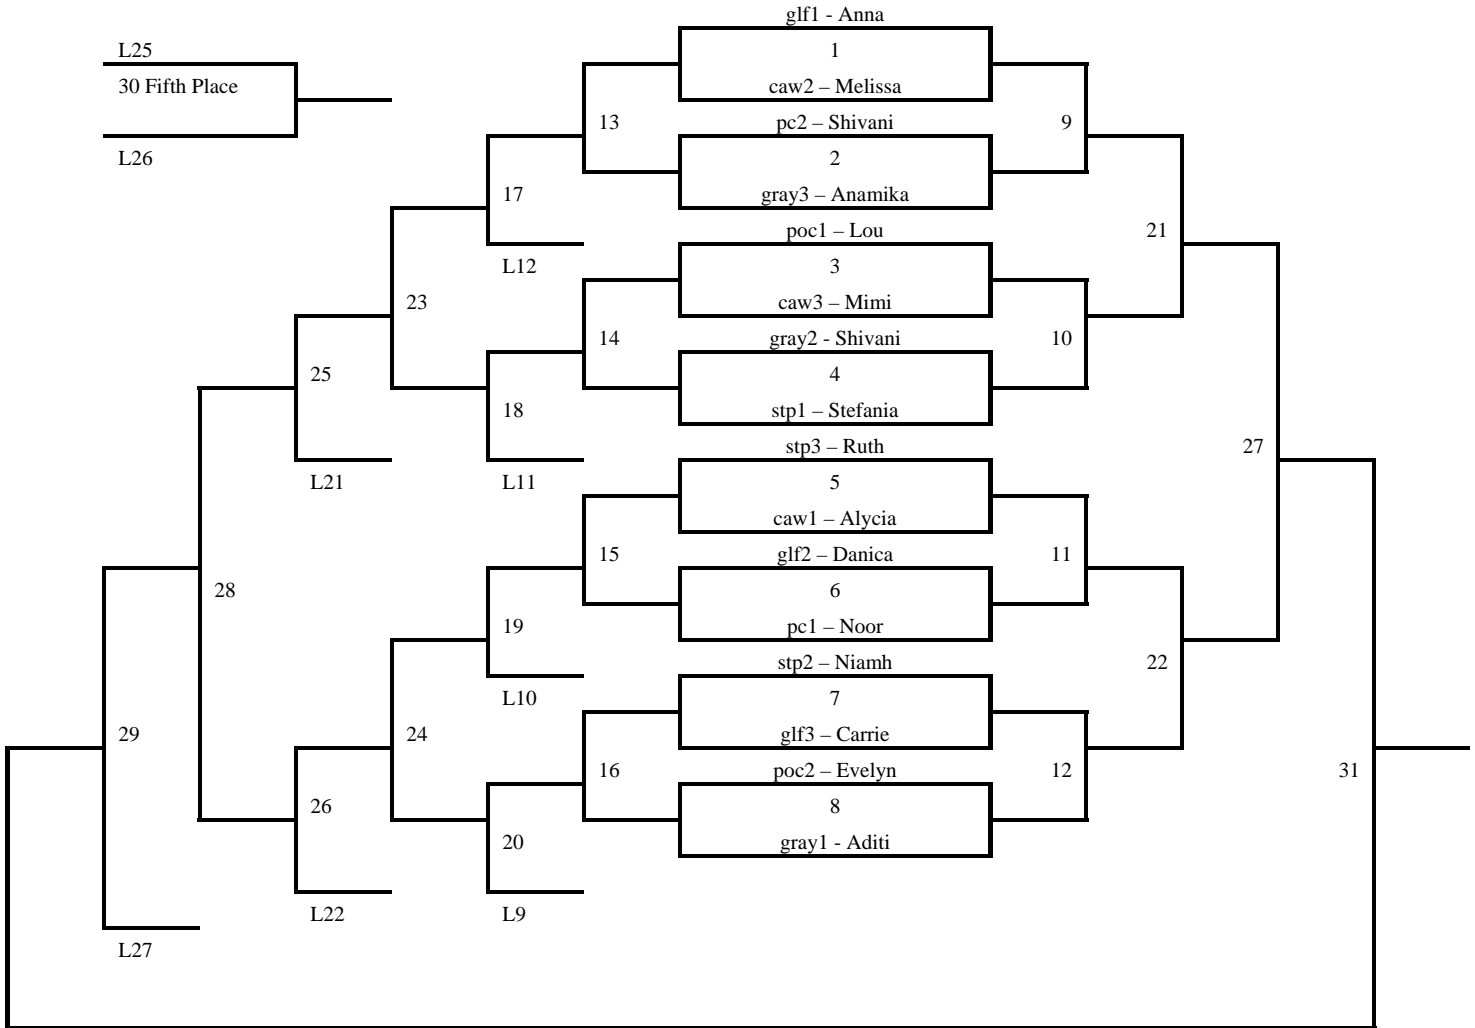 glf1 - Anna
L25
1
30 Fifth Place
caw2 – Melissa
13
pc2 – Shivani
9
L26
2
17
gray3 – Anamika
poc1 – Lou
21
L12
3
23
caw3 – Mimi
14
gray2 - Shivani
10
25
4
18
stp1 – Stefania
stp3 – Ruth
27
L21
L11
5
caw1 – Alycia
15
glf2 – Danica
11
28
6
19
pc1 – Noor
stp2 – Niamh
22
L10
7
29
24
glf3 – Carrie
16
poc2 – Evelyn
12
31
26
8
20
gray1 - Aditi
L22
L9
L27